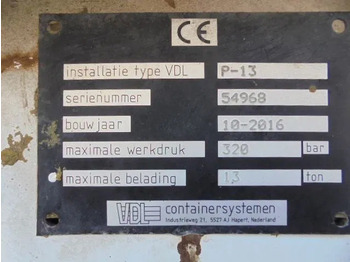 CE
installatie type VDL P-13
serienummer 54968
bouwjaar 10-2016
maximale werkdruk 320 bar
maximale belading 13 ton
VDL containersystemen
Industrieweg 21, 5527 AJ Hapert, Nederland